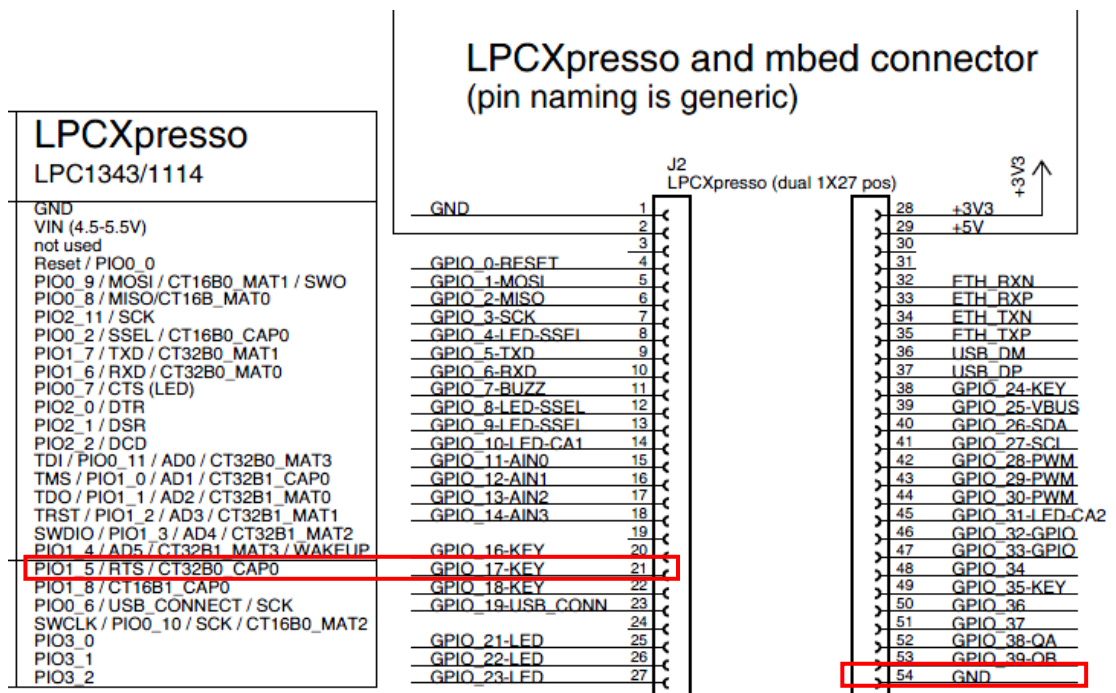 LPCXpresso and mbed connector
(pin naming is generic)
LPCXpresso
LPC1343/1114
J2
LPCXpresso (dual 1X27 pos)
+3V3
GND GND 1 28 +3V3
VIN (4.5-5.5V) 2 29 +5V
not used 3 30
Reset / PIO0_0 GPIO_0-RESET 4 31
PIO0_9 / MOSI / CT16B0_MAT1 / SWO GPIO_1-MOSI 5 32 ETH_RXN
PIO0_8 / MISO/CT16B_MAT0 GPIO_2-MISO 6 33 ETH_RXP
PIO2_11 / SCK GPIO_3-SCK 7 34 ETH_TXN
PIO0_2 / SSEL / CT16B0_CAP0 GPIO_4-LED-SSEL 8 35 ETH_TXP
PIO1_7 / TXD / CT32B0_MAT1 GPIO_5-TXD 9 36 USB_DM
PIO1_6 / RXD / CT32B0_MAT0 GPIO_6-RXD 10 37 USB_DP
PIO0_7 / CTS (LED) GPIO_7-BUZZ 11 38 GPIO_24-KEY
PIO2_0 / DTR GPIO_8-LED-SSEL 12 39 GPIO_25-VBUS
PIO2_1 / DSR GPIO_9-LED-SSEL 13 40 GPIO_26-SDA
PIO2_2 / DCD GPIO_10-LED-CA1 14 41 GPIO_27-SCL
TDI / PIO0_11 / AD0 / CT32B0_MAT3 GPIO_11-AIN0 15 42 GPIO_28-PWM
TMS / PIO1_0 / AD1 / CT32B1_CAP0 GPIO_12-AIN1 16 43 GPIO_29-PWM
TDO / PIO1_1 / AD2 / CT32B1_MAT0 GPIO_13-AIN2 17 44 GPIO_30-PWM
TRST / PIO1_2 / AD3 / CT32B1_MAT1 GPIO_14-AIN3 18 45 GPIO_31-LED-CA2
SWDIO / PIO1_3 / AD4 / CT32B1_MAT2 19 46 GPIO_32-GPIO
PIO1_4 / AD5 / CT32B1_MAT3 / WAKEUP GPIO_16-KEY 20 47 GPIO_33-GPIO
PIO1_5 / RTS / CT32B0_CAP0 GPIO_17-KEY 21 48 GPIO_34
PIO1_8 / CT16B1_CAP0 GPIO_18-KEY 22 49 GPIO_35-KEY
PIO0_6 / USB_CONNECT / SCK GPIO_19-USB_CONN 23 50 GPIO_36
SWCLK / PIO0_10 / SCK / CT16B0_MAT2 24 51 GPIO_37
PIO3_0 GPIO_21-LED 25 52 GPIO_38-OA
PIO3_1 GPIO_22-LED 26 53 GPIO_39-OB
PIO3_2 GPIO_23-LED 27 54 GND